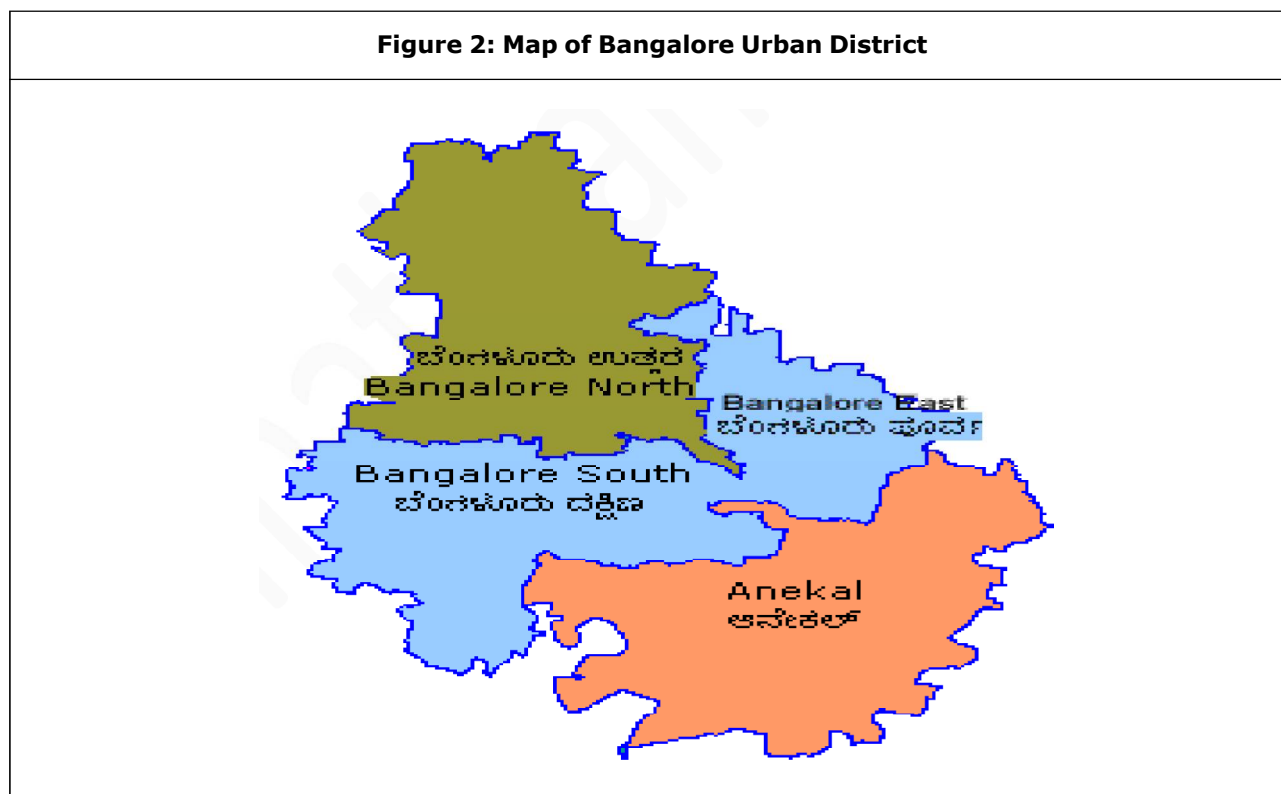 Figure 2: Map of Bangalore Urban District
ಬೆಂಗಳೂರು ಉತ್ತರ
Bangalore North
Bangalore East
ಬೆಂಗಳೂರು ಪೂರ್ವ
Bangalore South
ಬೆಂಗಳೂರು ದಕ್ಷಿಣ
Anekal
ಆನೇಕಲ್